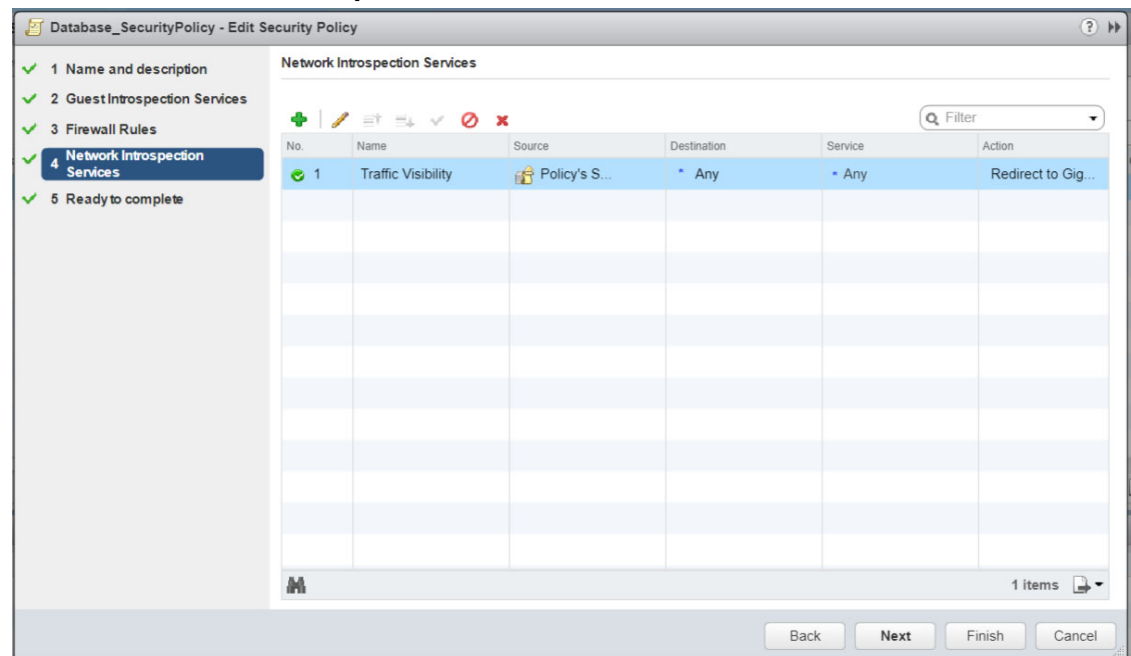 Database_SecurityPolicy - Edit Security Policy
1 Name and description
2 Guest Introspection Services
3 Firewall Rules
4 Network Introspection
Services
5 Ready to complete
Network Introspection Services
Filter
No. Name Source Destination Service Action
1 Traffic Visibility Policy's S... * Any * Any Redirect to Gig...
1 items
Back Next Finish Cancel